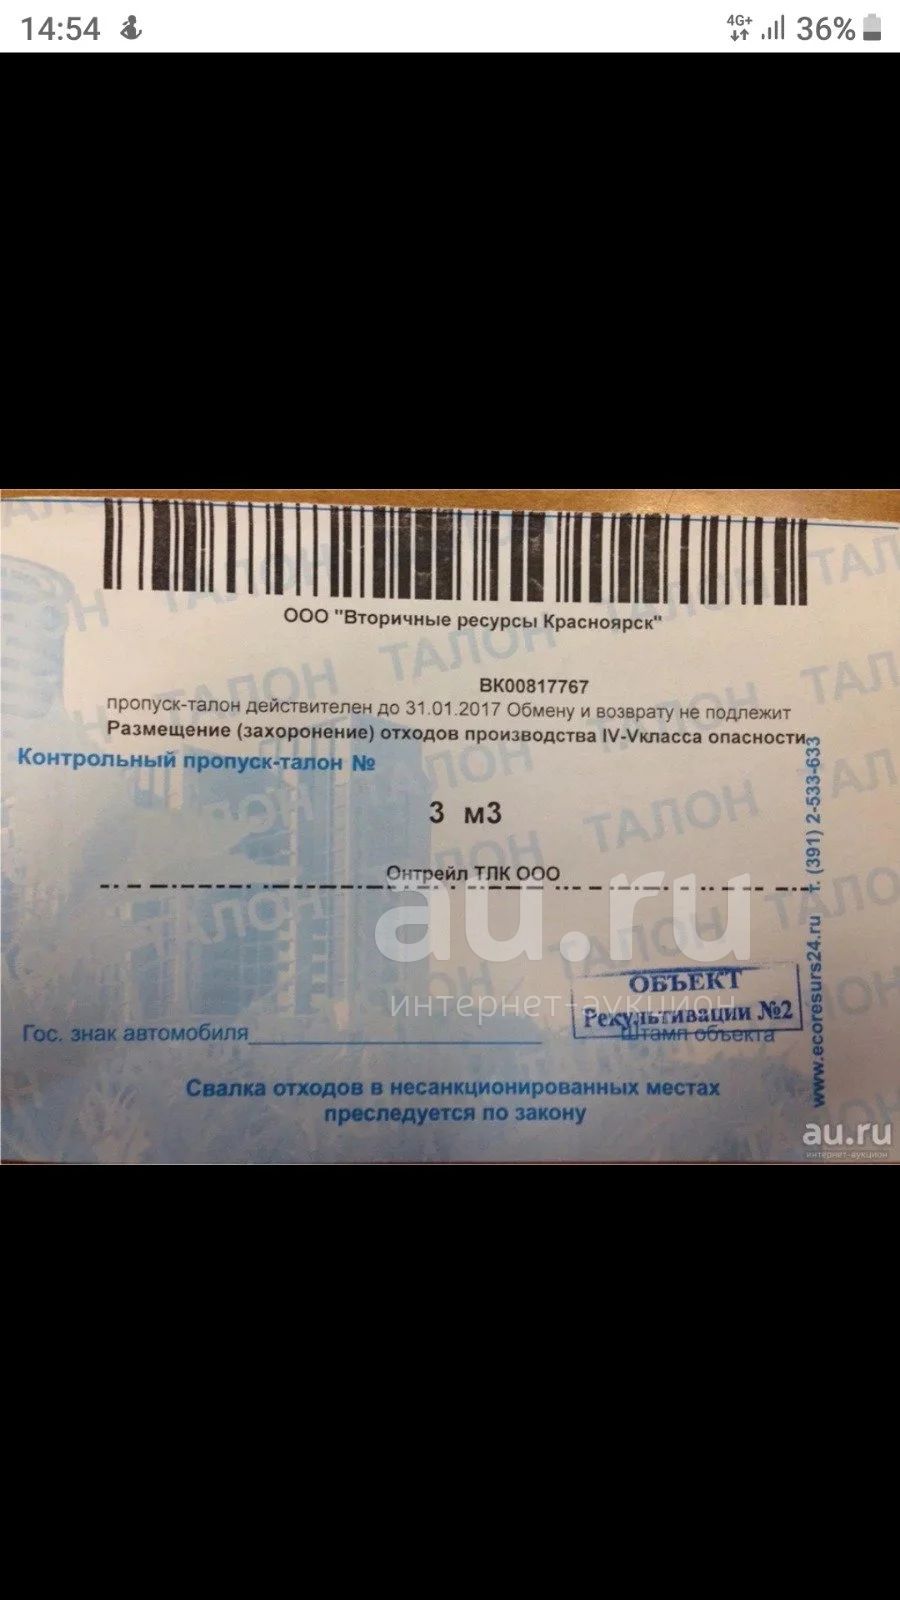 14:54
4G+ 36%
ООО "Вторичные ресурсы Красноярск"
ВК00817767
пропуск-талон действителен до 31.01.2017 Обмену и возврату не подлежит
Размещение (захоронение) отходов производства IV-Vкласса опасности
Контрольный пропуск-талон №
3 м3
Онтрейл ТЛК ООО
au.ru
интернет-аукцион
ОБЪЕКТ
Рекультивации №2
Гос. знак автомобиля
Штамп объекта
Свалка отходов в несанкционированных местах
преследуется по закону
www.ecoresurs24.ru т. (391) 2-533-633
au.ru
интернет-аукцион
ТАЛОН ТАЛОН ТАЛОН ТАЛОН